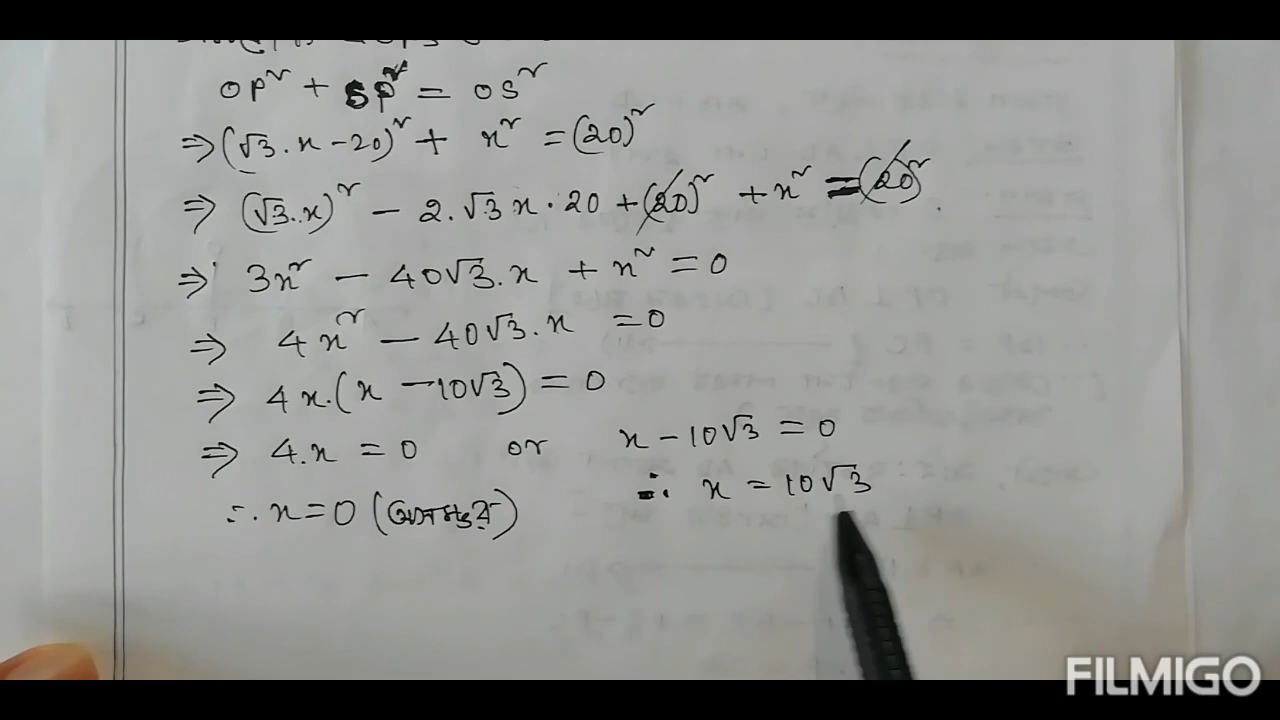 OP² + SP² = OS²
⇒ (√3.x - 20)² + x² = (20)²
⇒ (√3.x)² - 2.√3x.20 + (20)² + x² = (20)².
⇒ 3x² - 40√3.x + x² = 0
⇒ 4x² - 40√3.x = 0
⇒ 4x.(x - 10√3) = 0
⇒ 4.x = 0 or x - 10√3 = 0
∴ x = 0 (অসম্ভব) ∴ x = 10√3
FILMIGO